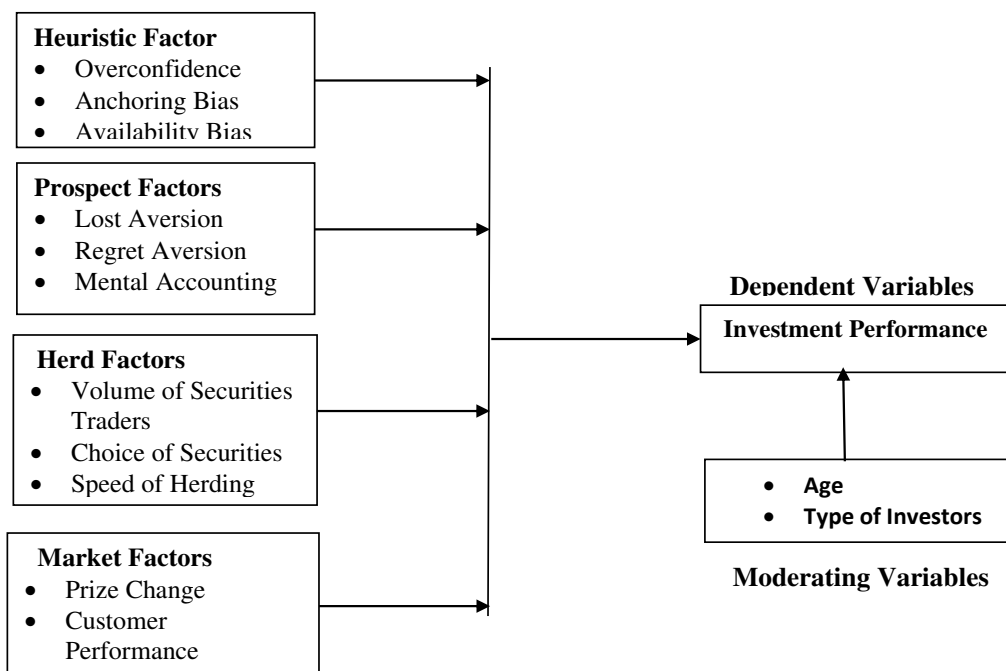 Heuristic Factor
• Overconfidence
• Anchoring Bias
• Availability Bias
Prospect Factors
• Lost Aversion
• Regret Aversion
• Mental Accounting
Herd Factors
• Volume of Securities
Traders
• Choice of Securities
• Speed of Herding
Market Factors
• Prize Change
• Customer
Performance
Dependent Variables
Investment Performance
• Age
• Type of Investors
Moderating Variables